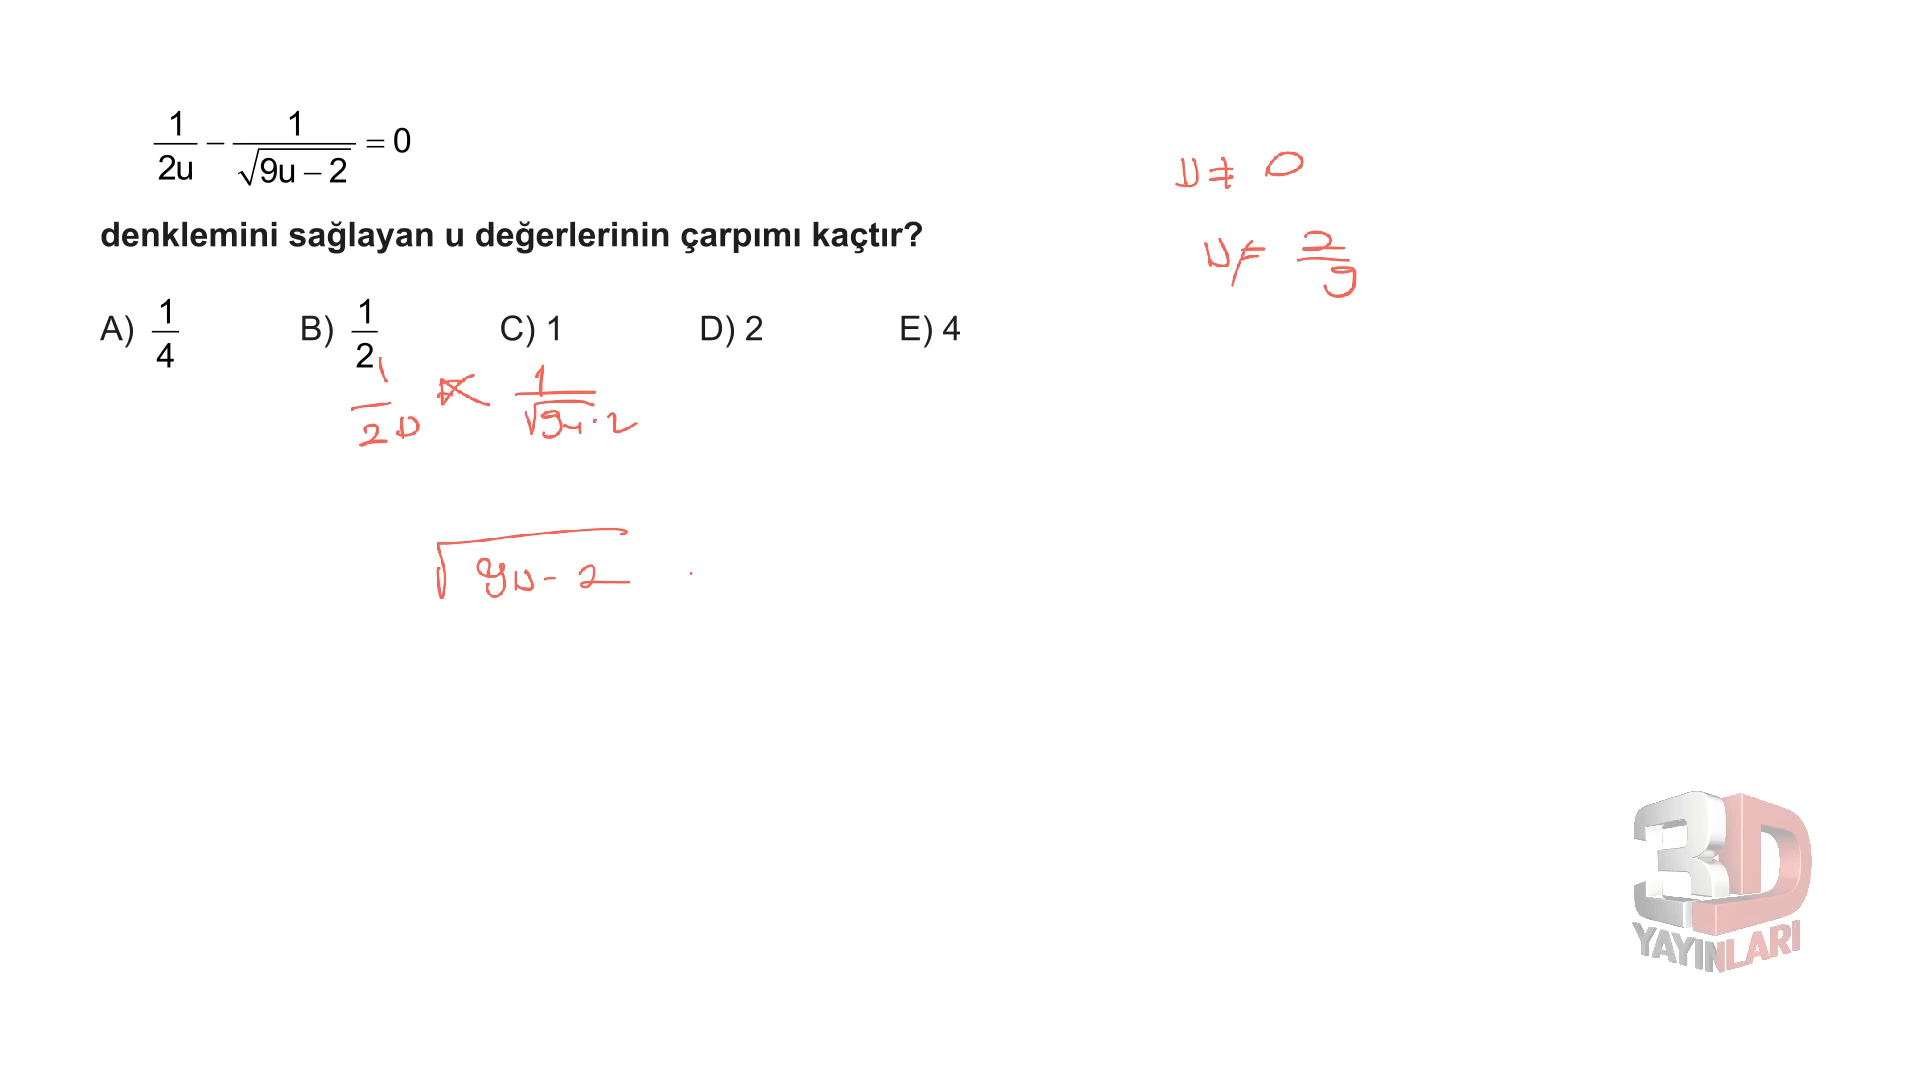 1/2u − 1/√(9u − 2) = 0
u ≠ 0
denklemini sağlayan u değerlerinin çarpımı kaçtır?
u ≠ 2/9
A) 1/4 B) 1/2 C) 1 D) 2 E) 4
1/2u 1/√9u - 2
√(9u - 2)
3D
YAYINLARI